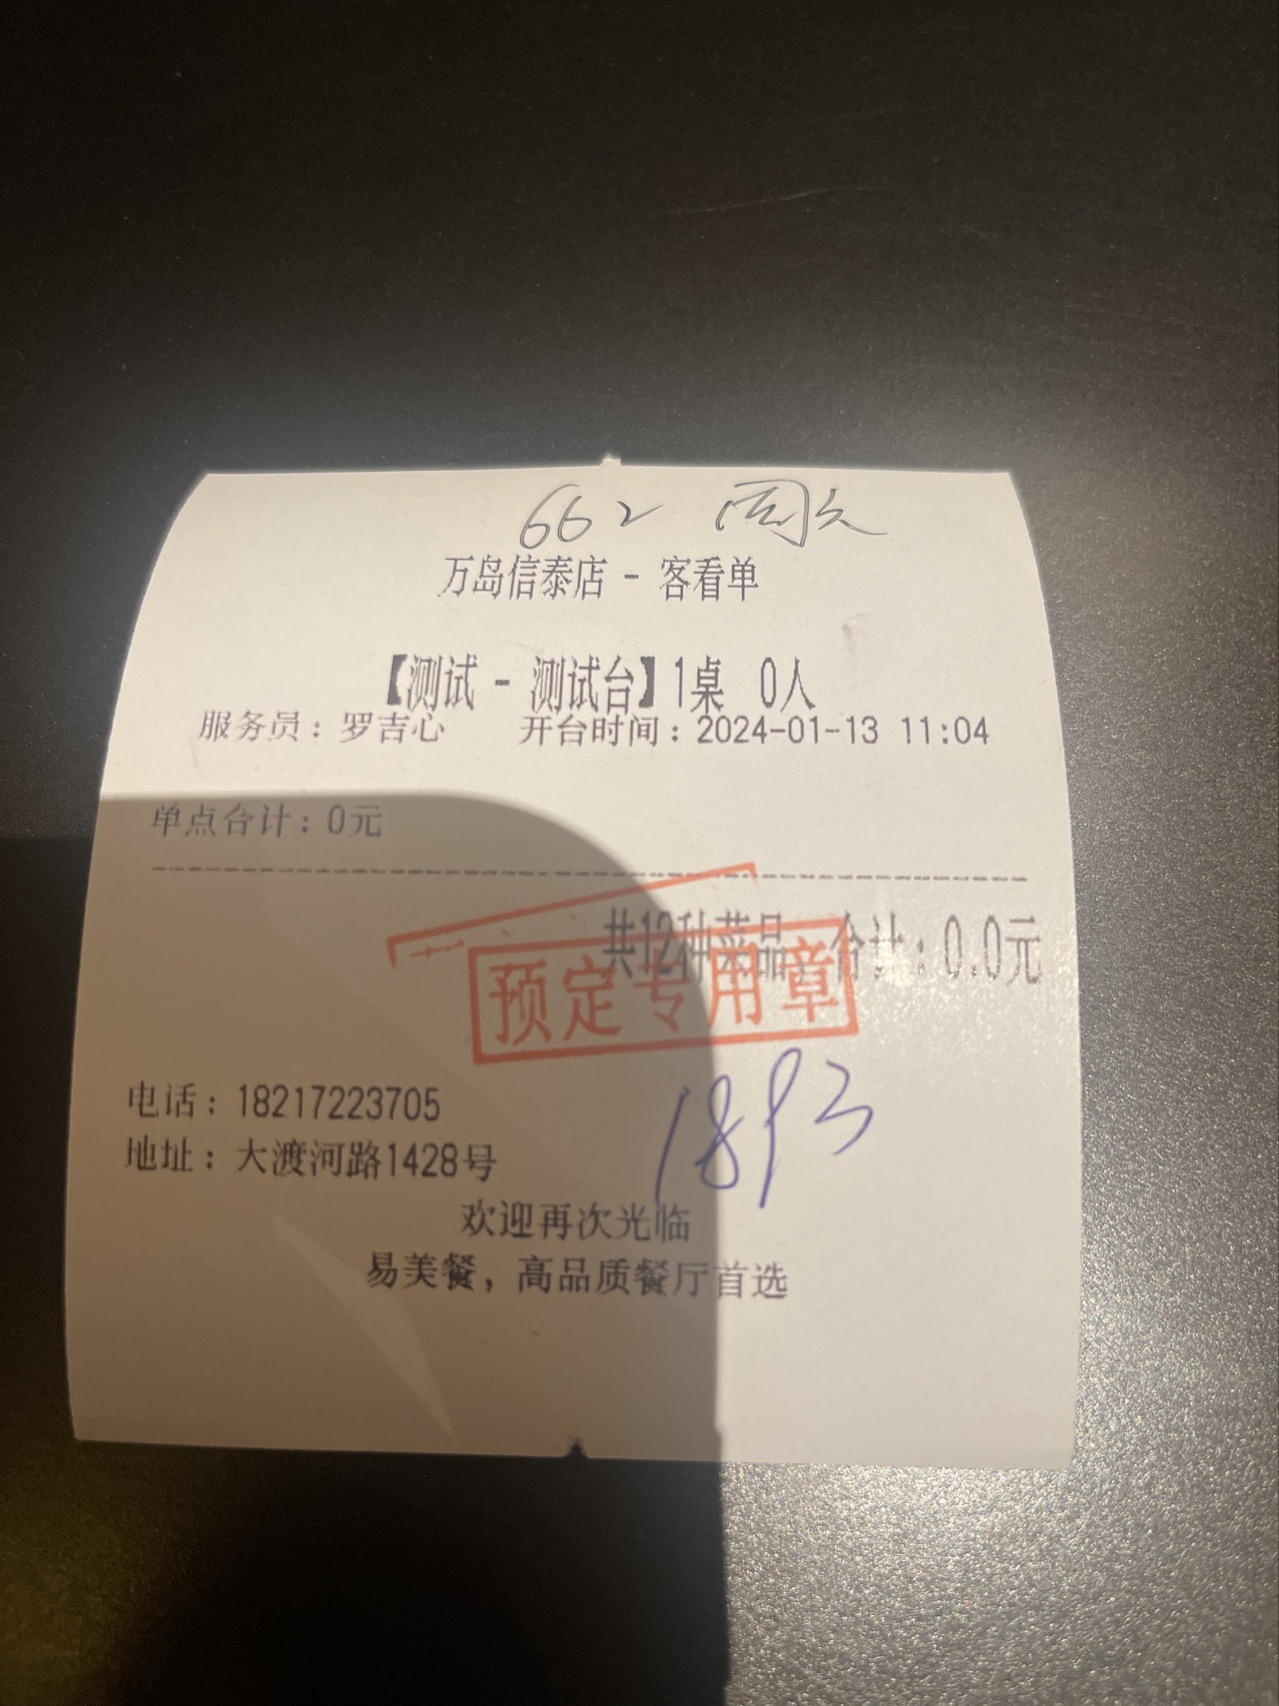 662
万岛信泰店 - 客看单
【测试 - 测试台】1桌 0人
服务员：罗吉心 开台时间：2024-01-13 11:04
单点合计：0元
共12种菜品，合计：0.0元
预定专用章
1893
电话：18217223705
地址：大渡河路1428号
欢迎再次光临
易美餐，高品质餐厅首选